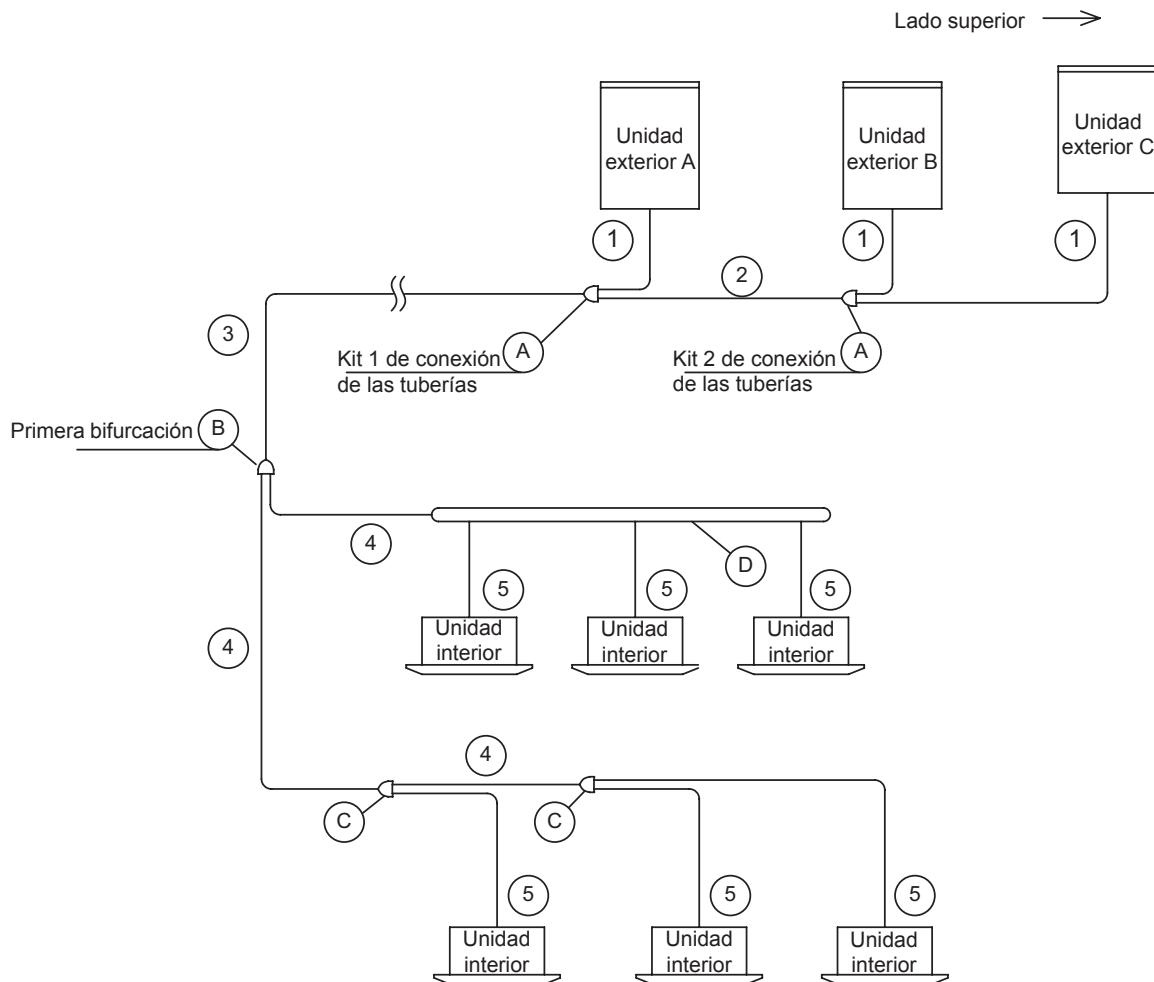 Lado superior
Unidad
exterior A
Unidad
exterior B
Unidad
exterior C
1
1
1
2
3
Kit 1 de conexión
de las tuberías
A
Kit 2 de conexión
de las tuberías
A
Primera bifurcación
B
4
D
5
5
5
Unidad
interior
Unidad
interior
Unidad
interior
4
4
C
C
5
5
5
Unidad
interior
Unidad
interior
Unidad
interior